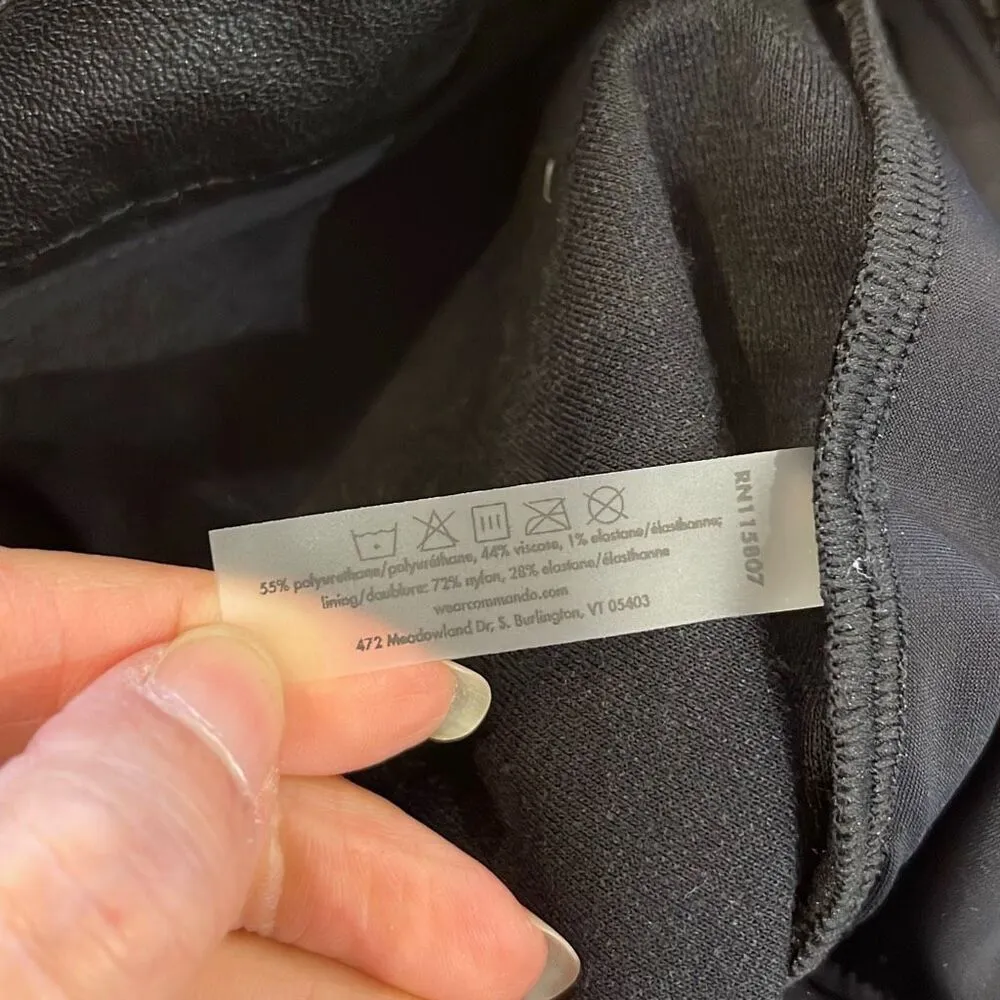 55% polyurethane/polyuréthane, 44% viscose, 1% elastane/élasthanne;
lining/doublure: 72% nylon, 28% elastane/élasthanne
wearcommando.com
472 Meadowland Dr, S. Burlington, VT 05403
RN115807